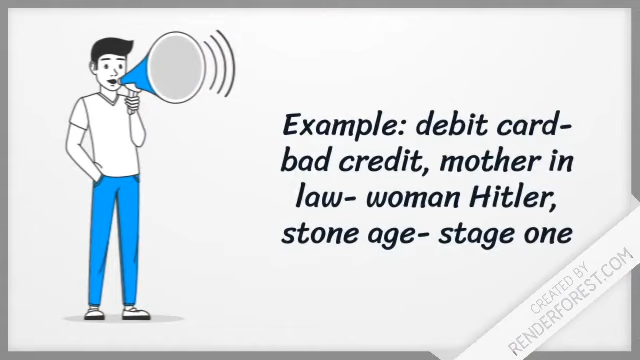 Example: debit card-
bad credit, mother in
law- woman Hitler,
stone age- stage one
CREATED BY
RENDERFOREST.COM